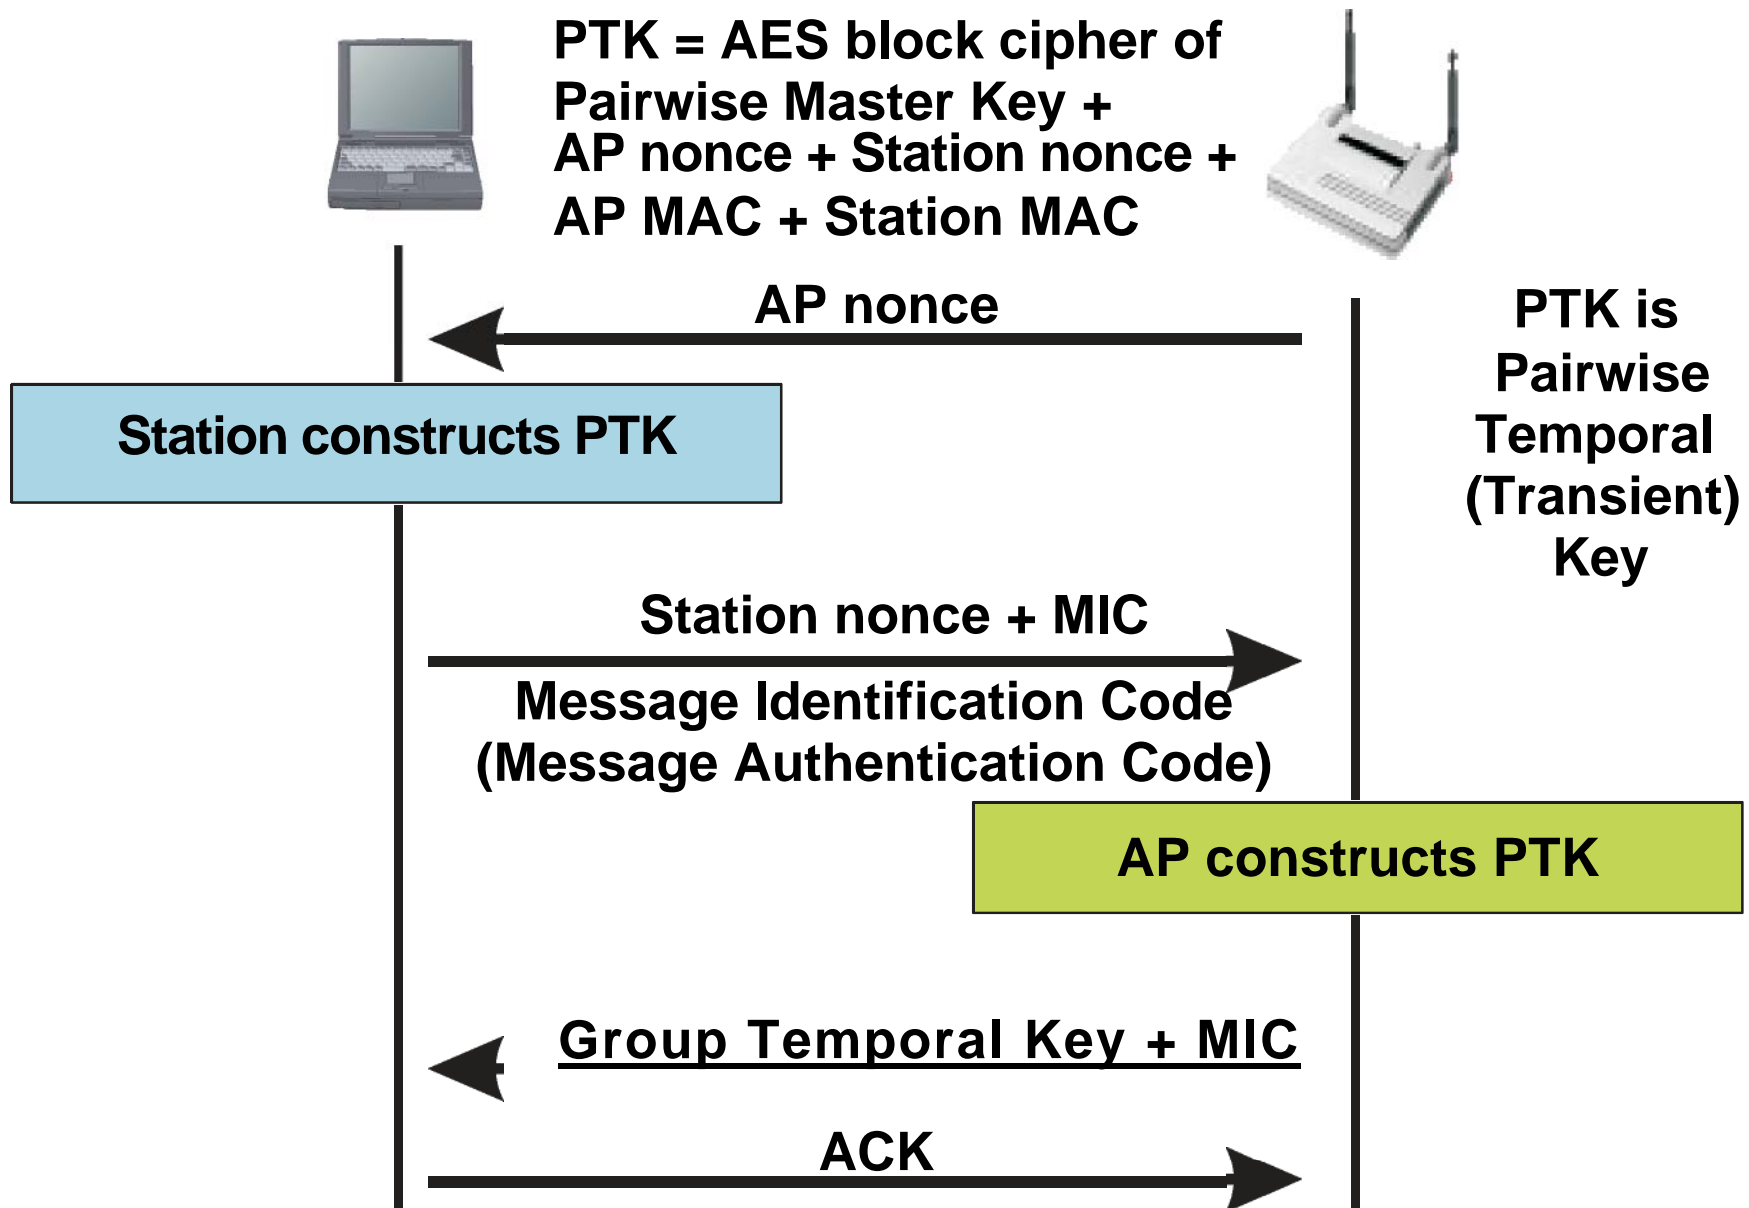 PTK = AES block cipher of
Pairwise Master Key +
AP nonce + Station nonce +
AP MAC + Station MAC
AP nonce
PTK is
Pairwise
Temporal
(Transient)
Key
Station constructs PTK
Station nonce + MIC
Message Identification Code
(Message Authentication Code)
AP constructs PTK
Group Temporal Key + MIC
ACK